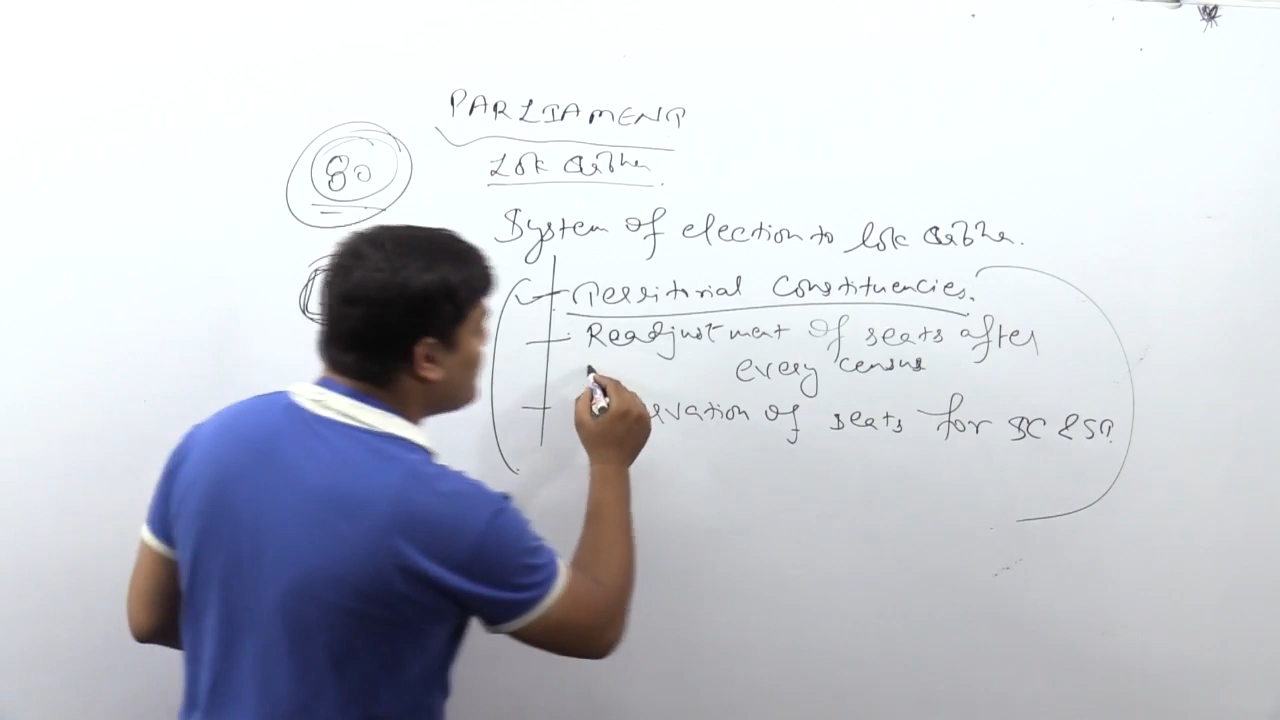 PARLIAMENT
80
Lok Sabha
System of election to lok Sabha.
Territorial Constituencies.
Readjustment of seats after
every census
rvation of seats for SC & ST.